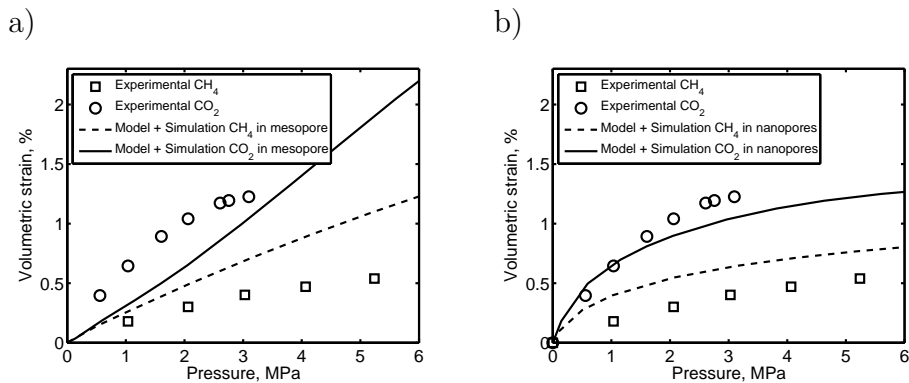 a)
Experimental CH4
Experimental CO2
Model + Simulation CH4 in mesopore
Model + Simulation CO2 in mesopore
Volumetric strain, %
2
1.5
1
0.5
0
0 1 2 3 4 5 6
Pressure, MPa
b)
Experimental CH4
Experimental CO2
Model + Simulation CH4 in nanopores
Model + Simulation CO2 in nanopores
Volumetric strain, %
2
1.5
1
0.5
0
0 1 2 3 4 5 6
Pressure, MPa